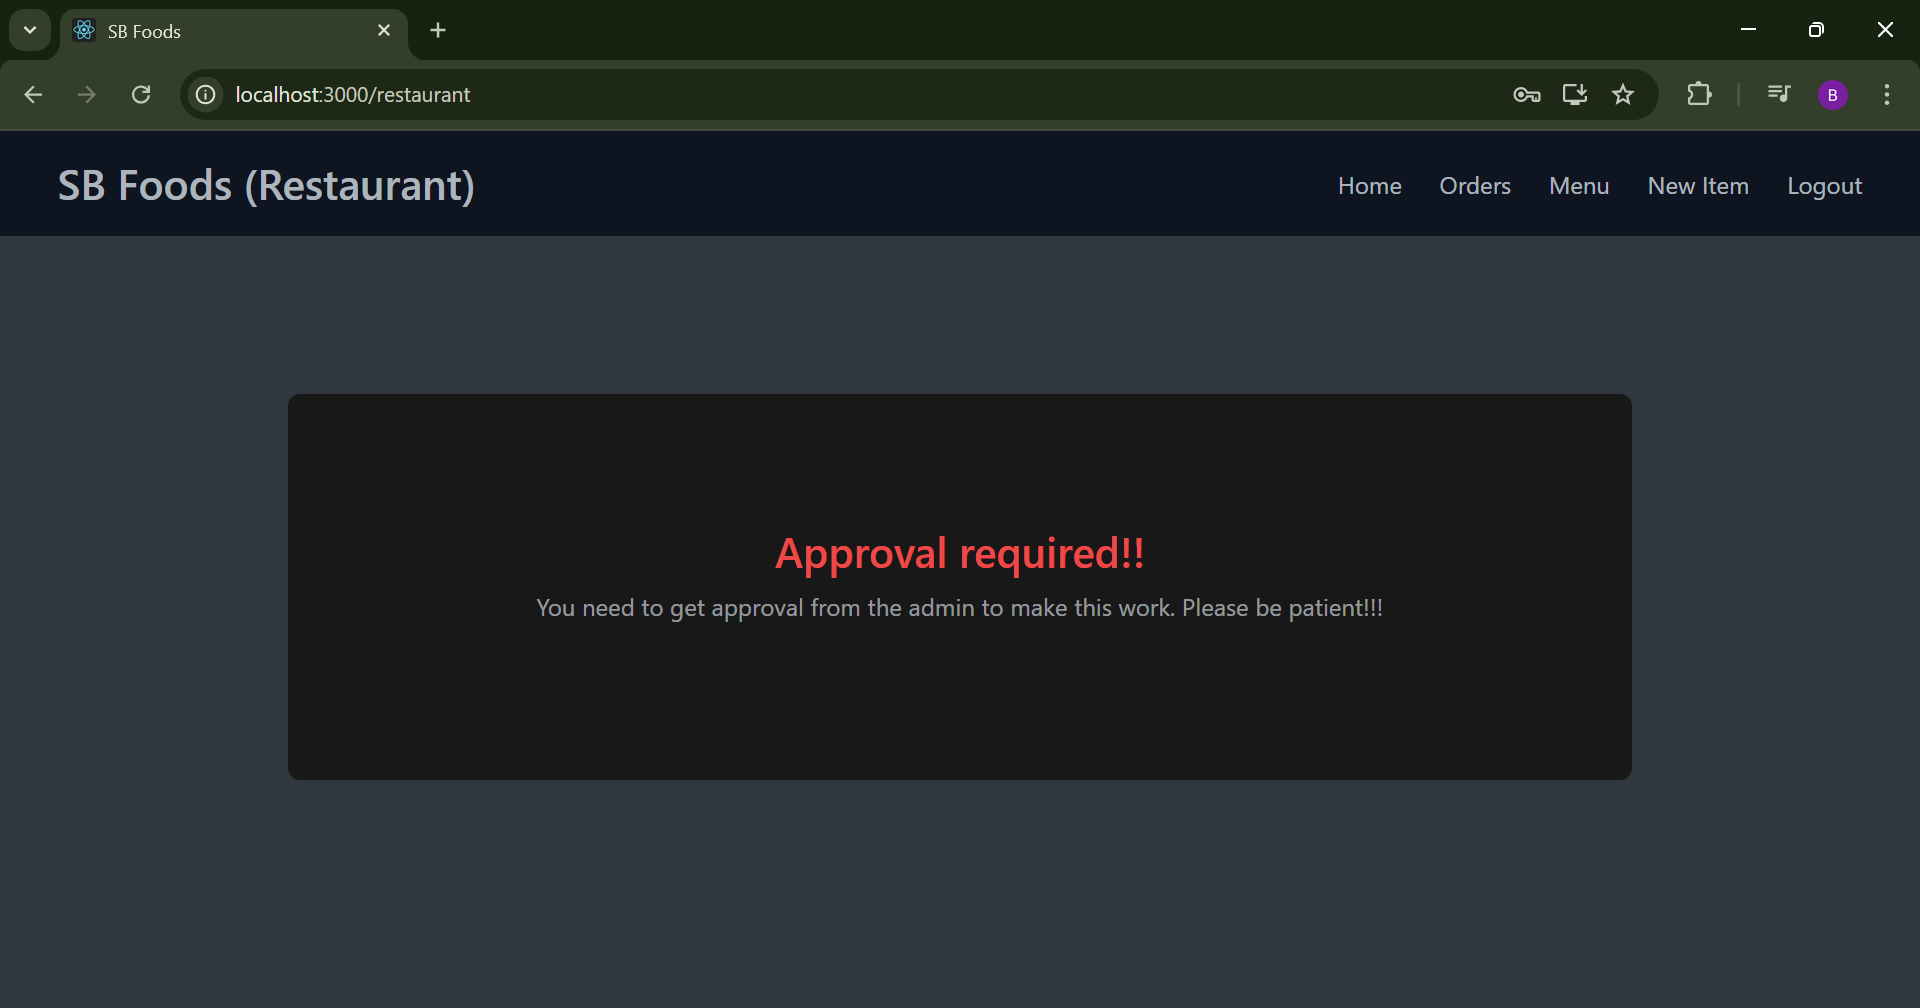 SB Foods
localhost:3000/restaurant
B
SB Foods (Restaurant)
Home Orders Menu New Item Logout
Approval required!!
You need to get approval from the admin to make this work. Please be patient!!!